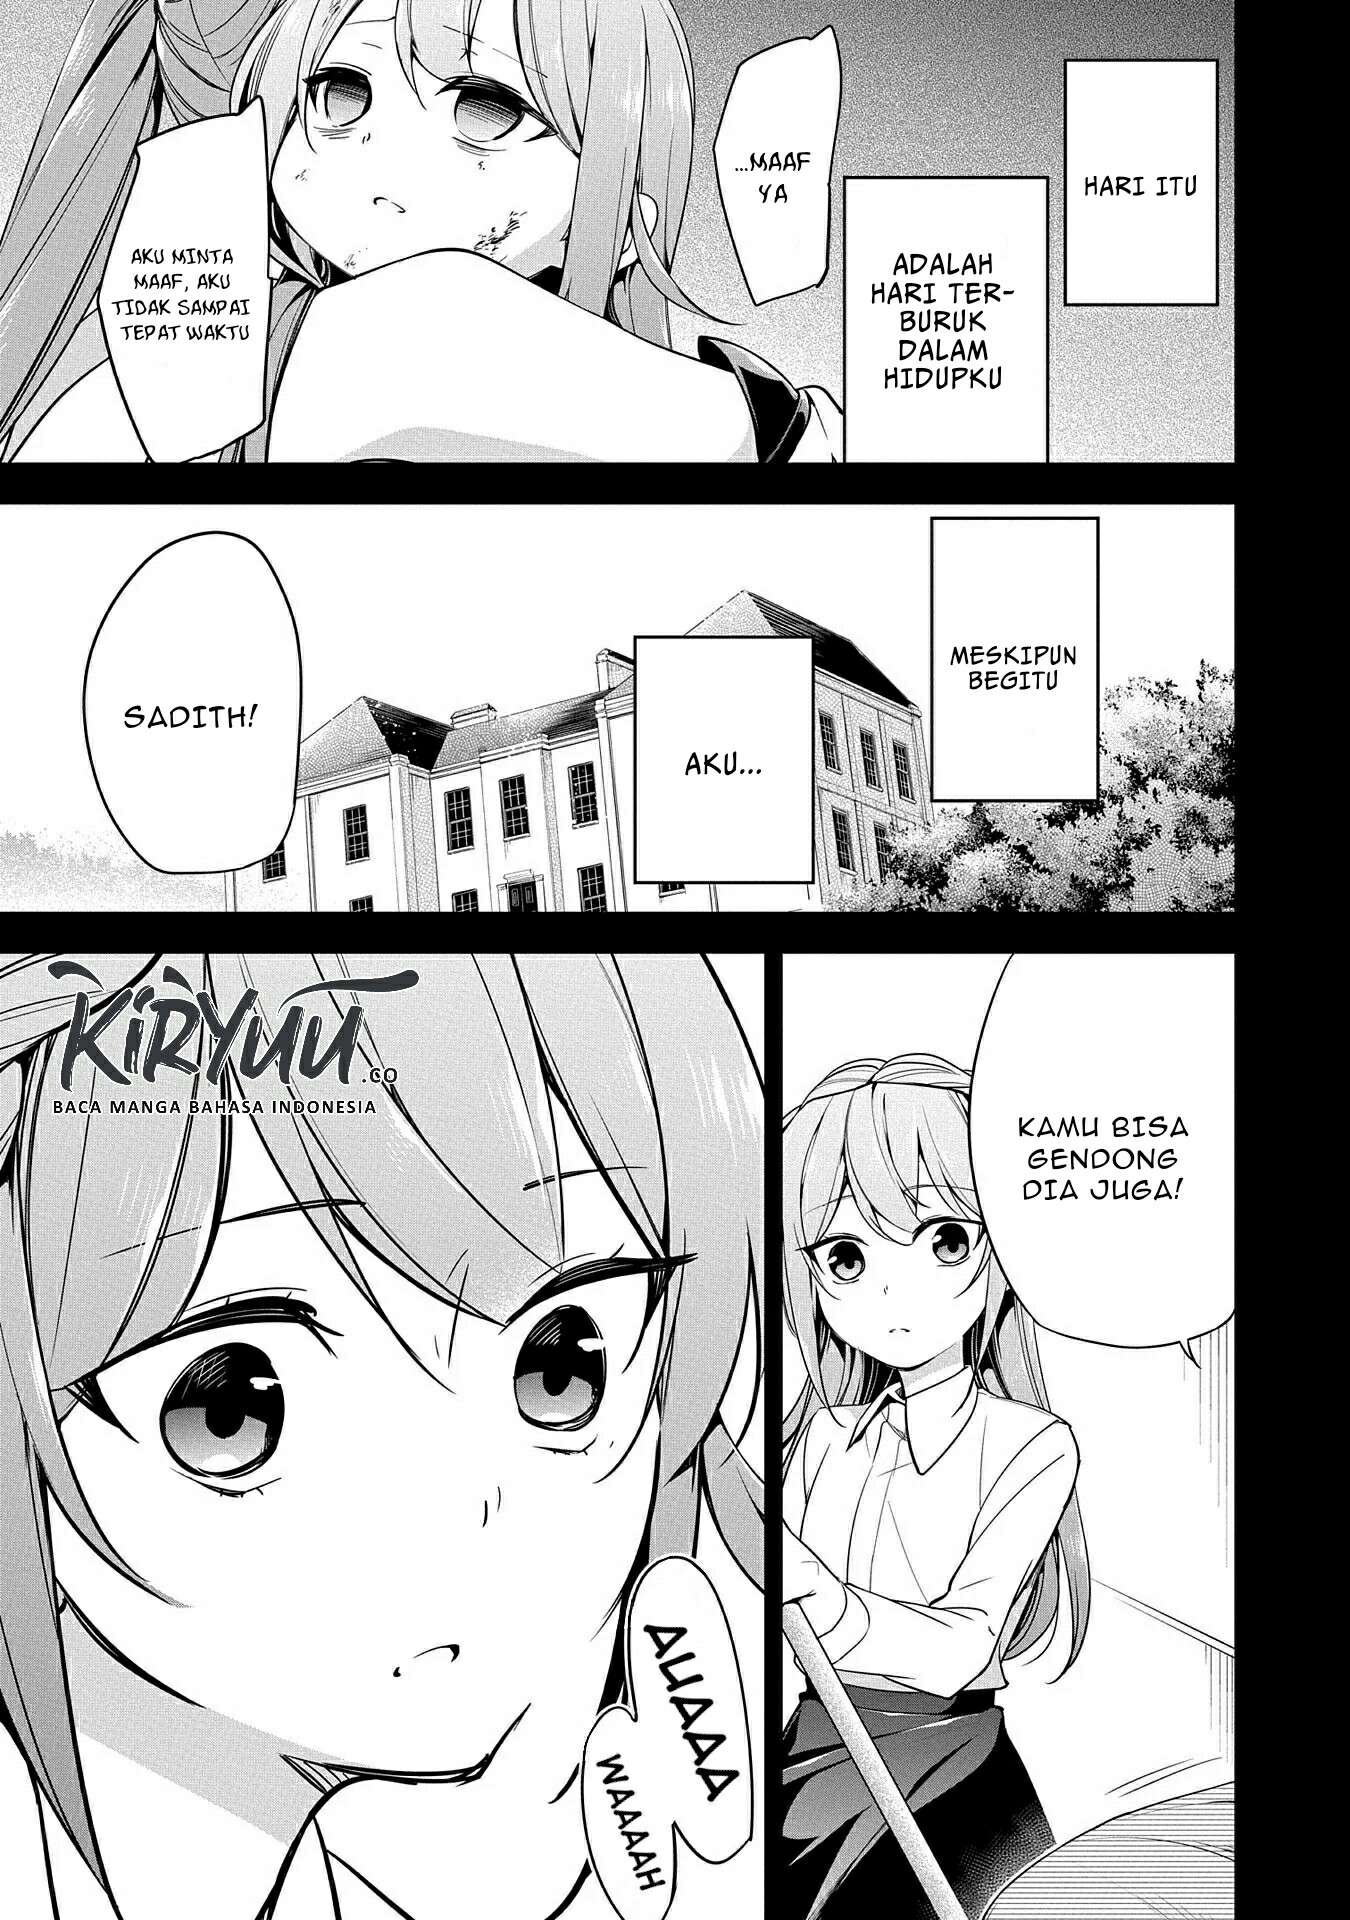 HARI ITU
ADALAH
HARI TER-
BURUK
DALAM
HIDUPKU
...MAAF
YA
AKU MINTA
MAAF, AKU
TIDAK SAMPAI
TEPAT WAKTU
MESKIPUN
BEGITU
AKU...
SADITH!
KAMU BISA
GENDONG
DIA JUGA!
KIRYUU
.CO
BACA MANGA BAHASA INDONESIA
AUAAA
WAAAAH